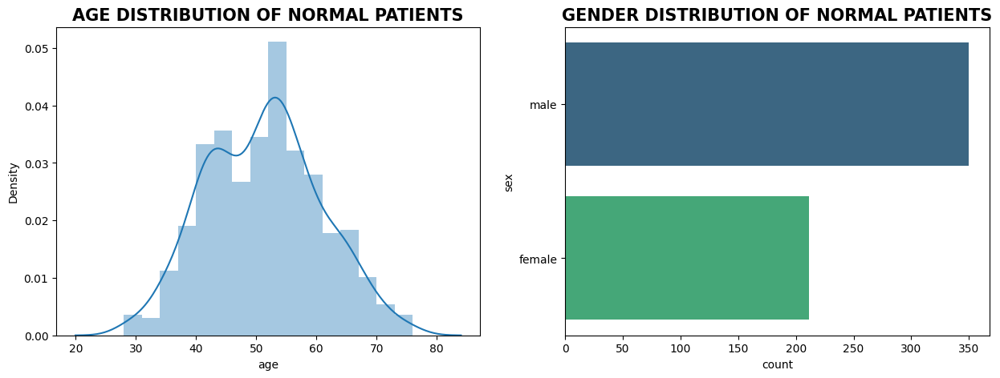 AGE DISTRIBUTION OF NORMAL PATIENTS
0.05
0.04
0.03
0.02
0.01
0.00
Density
20 30 40 50 60 70 80
age
GENDER DISTRIBUTION OF NORMAL PATIENTS
male
female
sex
0 50 100 150 200 250 300 350
count